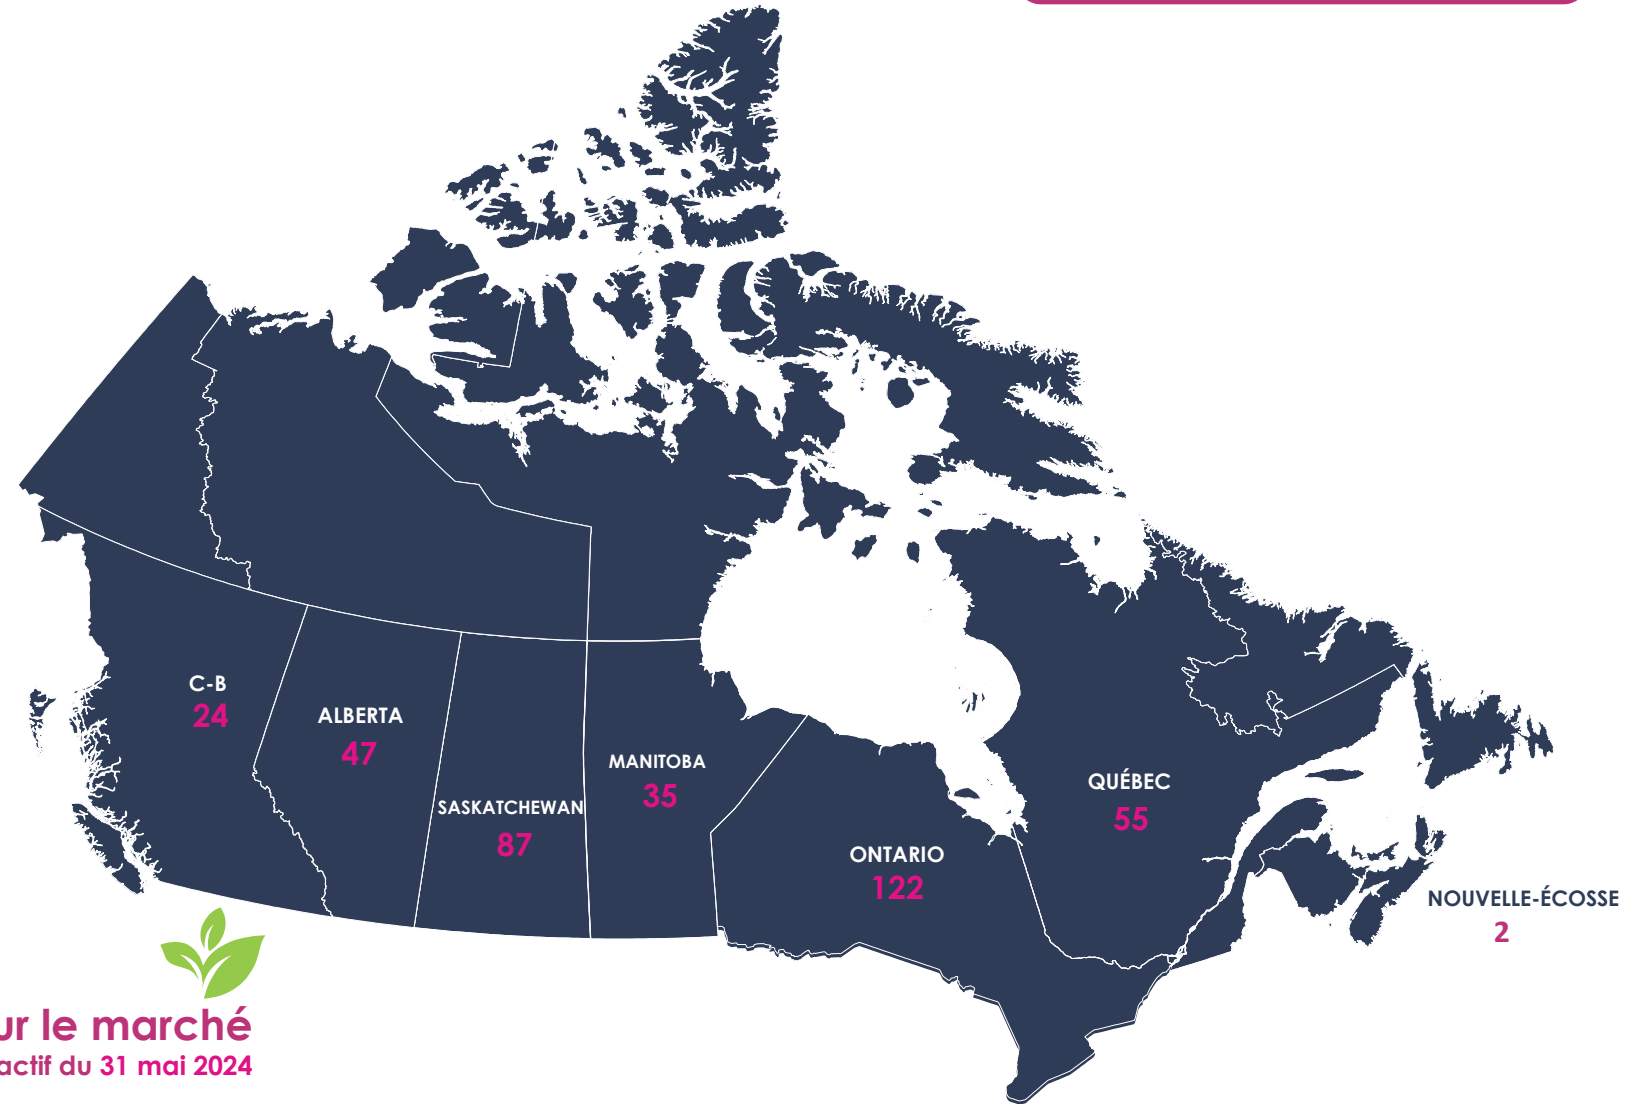 C-B
24
ALBERTA
47
SASKATCHEWAN
87
MANITOBA
35
ONTARIO
122
QUÉBEC
55
NOUVELLE-ÉCOSSE
2
le marché
actif du 31 mai 2024